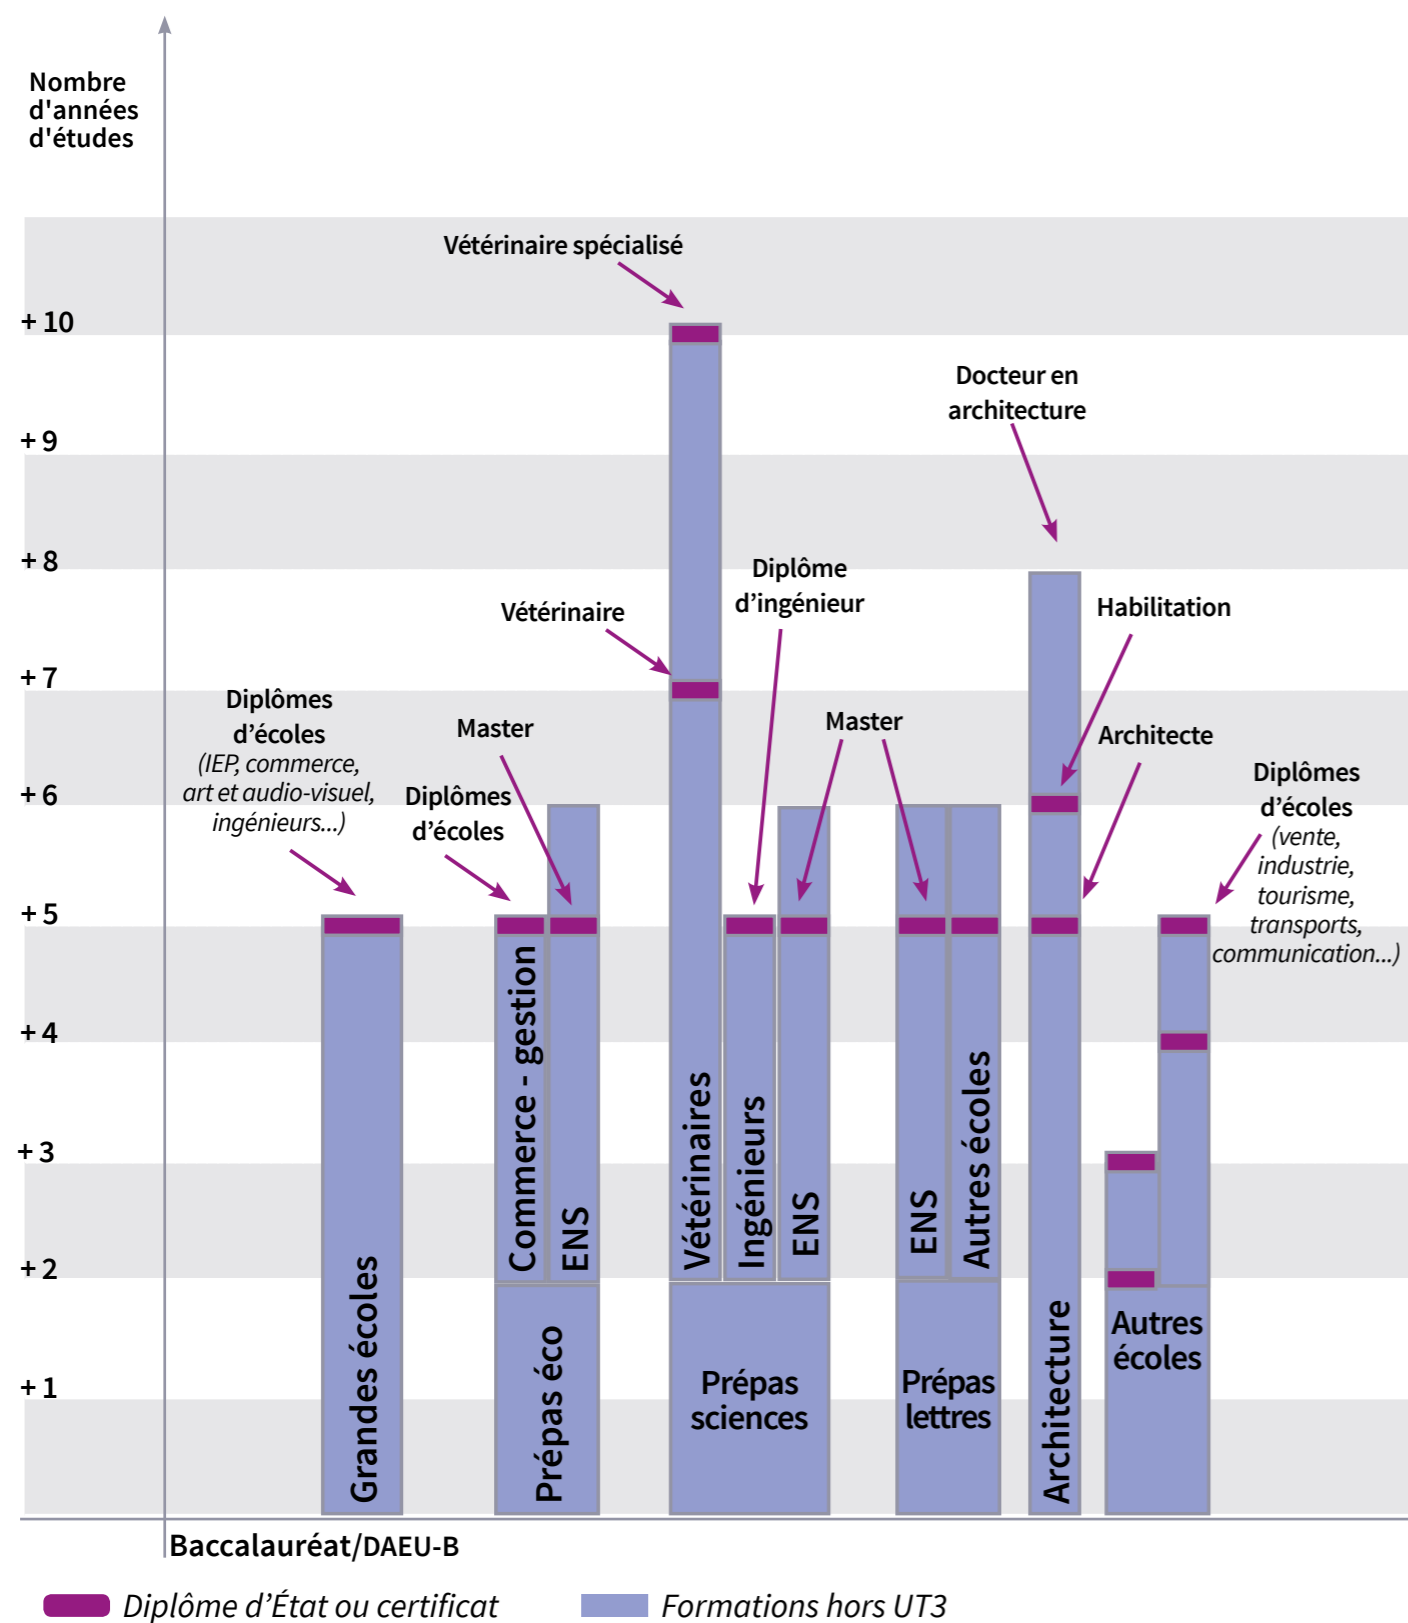 Nombre
d'années
d'études
+ 10
+ 9
+ 8
+ 7
+ 6
+ 5
+ 4
+ 3
+ 2
+ 1
Vétérinaire spécialisé
Docteur en
architecture
Diplôme
d’ingénieur
Vétérinaire
Habilitation
Diplômes
d’écoles
(IEP, commerce,
art et audio-visuel,
ingénieurs...)
Master
Diplômes
d’écoles
Master
Architecte
Diplômes
d’écoles
(vente,
industrie,
tourisme,
transports,
communication...)
Grandes écoles
Commerce - gestion
ENS
Prépas éco
Vétérinaires
Ingénieurs
ENS
Prépas
sciences
ENS
Autres écoles
Prépas
lettres
Architecture
Autres
écoles
Baccalauréat/DAEU-B
Diplôme d’État ou certificat
Formations hors UT3